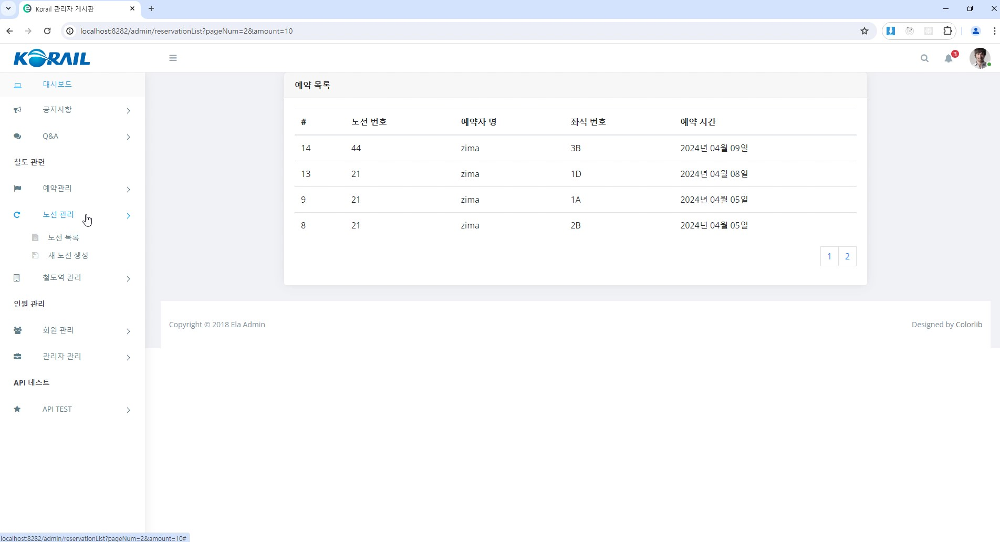 Korail 관리자 게시판
localhost:8282/admin/reservationList?pageNum=2&amount=10
KORAIL
3
대시보드
공지사항
Q&A
철도 관련
예약관리
노선 관리
노선 목록
새 노선 생성
철도역 관리
인원 관리
회원 관리
관리자 관리
API 테스트
API TEST
예약 목록
# 노선 번호 예약자 명 좌석 번호 예약 시간
14 44 zima 3B 2024년 04월 09일
13 21 zima 1D 2024년 04월 08일
9 21 zima 1A 2024년 04월 05일
8 21 zima 2B 2024년 04월 05일
1 2
Copyright © 2018 Ela Admin
Designed by Colorlib
localhost:8282/admin/reservationList?pageNum=2&amount=10#